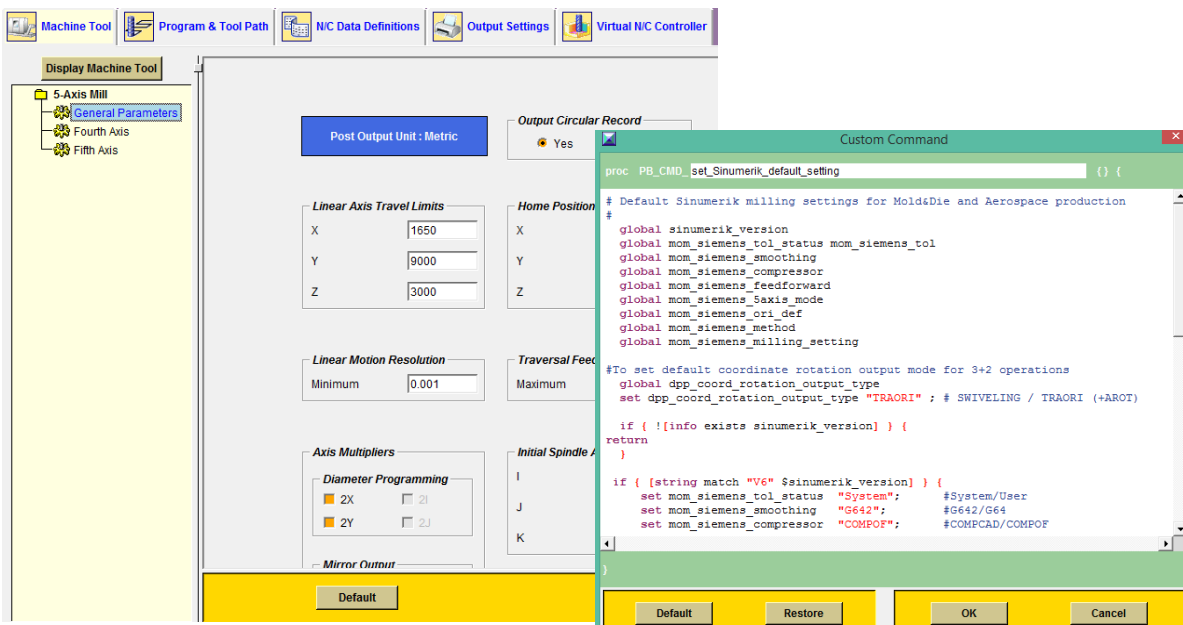 Machine Tool
Program & Tool Path
N/C Data Definitions
Output Settings
Virtual N/C Controller
Display Machine Tool
5-Axis Mill
General Parameters
Fourth Axis
Fifth Axis
Post Output Unit : Metric
Output Circular Record
Yes
Linear Axis Travel Limits
X 1650
Y 9000
Z 3000
Home Position
X
Y
Z
Linear Motion Resolution
Minimum 0.001
Traversal Feed
Maximum
Axis Multipliers
Diameter Programming
2X 2I
2Y 2J
Mirror Output
Initial Spindle A
I
J
K
Default
Custom Command
proc PB_CMD_ set_Sinumerik_default_setting () {
# Default Sinumerik milling settings for Mold&Die and Aerospace production
#
global sinumerik_version
global mom_siemens_tol_status mom_siemens_tol
global mom_siemens_smoothing
global mom_siemens_compressor
global mom_siemens_feedforward
global mom_siemens_5axis_mode
global mom_siemens_ori_def
global mom_siemens_method
global mom_siemens_milling_setting
#To set default coordinate rotation output mode for 3+2 operations
global dpp_coord_rotation_output_type
set dpp_coord_rotation_output_type "TRAORI" ; # SWIVELING / TRAORI (+AROT)
if { ![info exists sinumerik_version] } {
return
}
if { [string match "V6" $sinumerik_version] } {
set mom_siemens_tol_status "System"; #System/User
set mom_siemens_smoothing "G642"; #G642/G64
set mom_siemens_compressor "COMPOF"; #COMPCAD/COMPOF
}
Default
Restore
OK
Cancel